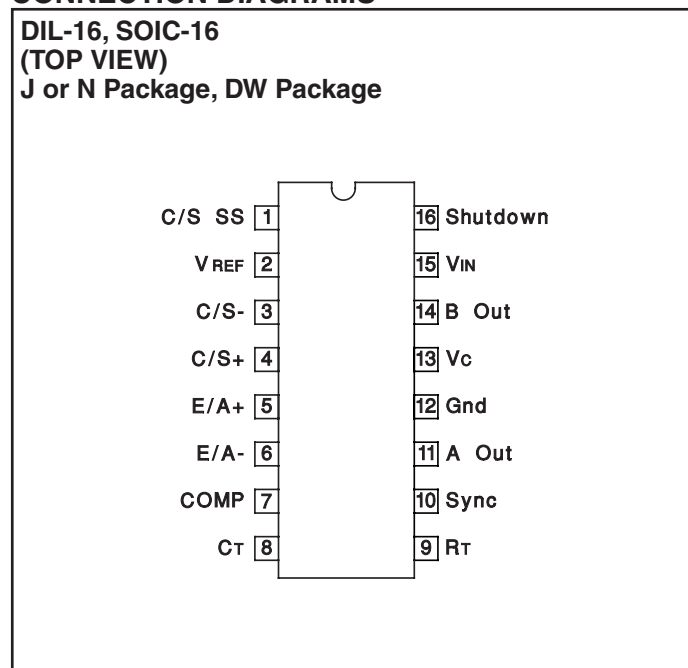 CONNECTION DIAGRAMS
DIL-16, SOIC-16
(TOP VIEW)
J or N Package, DW Package
C/S SS 1
16 Shutdown
VREF 2
15 VIN
C/S- 3
14 B Out
C/S+ 4
13 VC
E/A+ 5
12 Gnd
E/A- 6
11 A Out
COMP 7
10 Sync
CT 8
9 RT